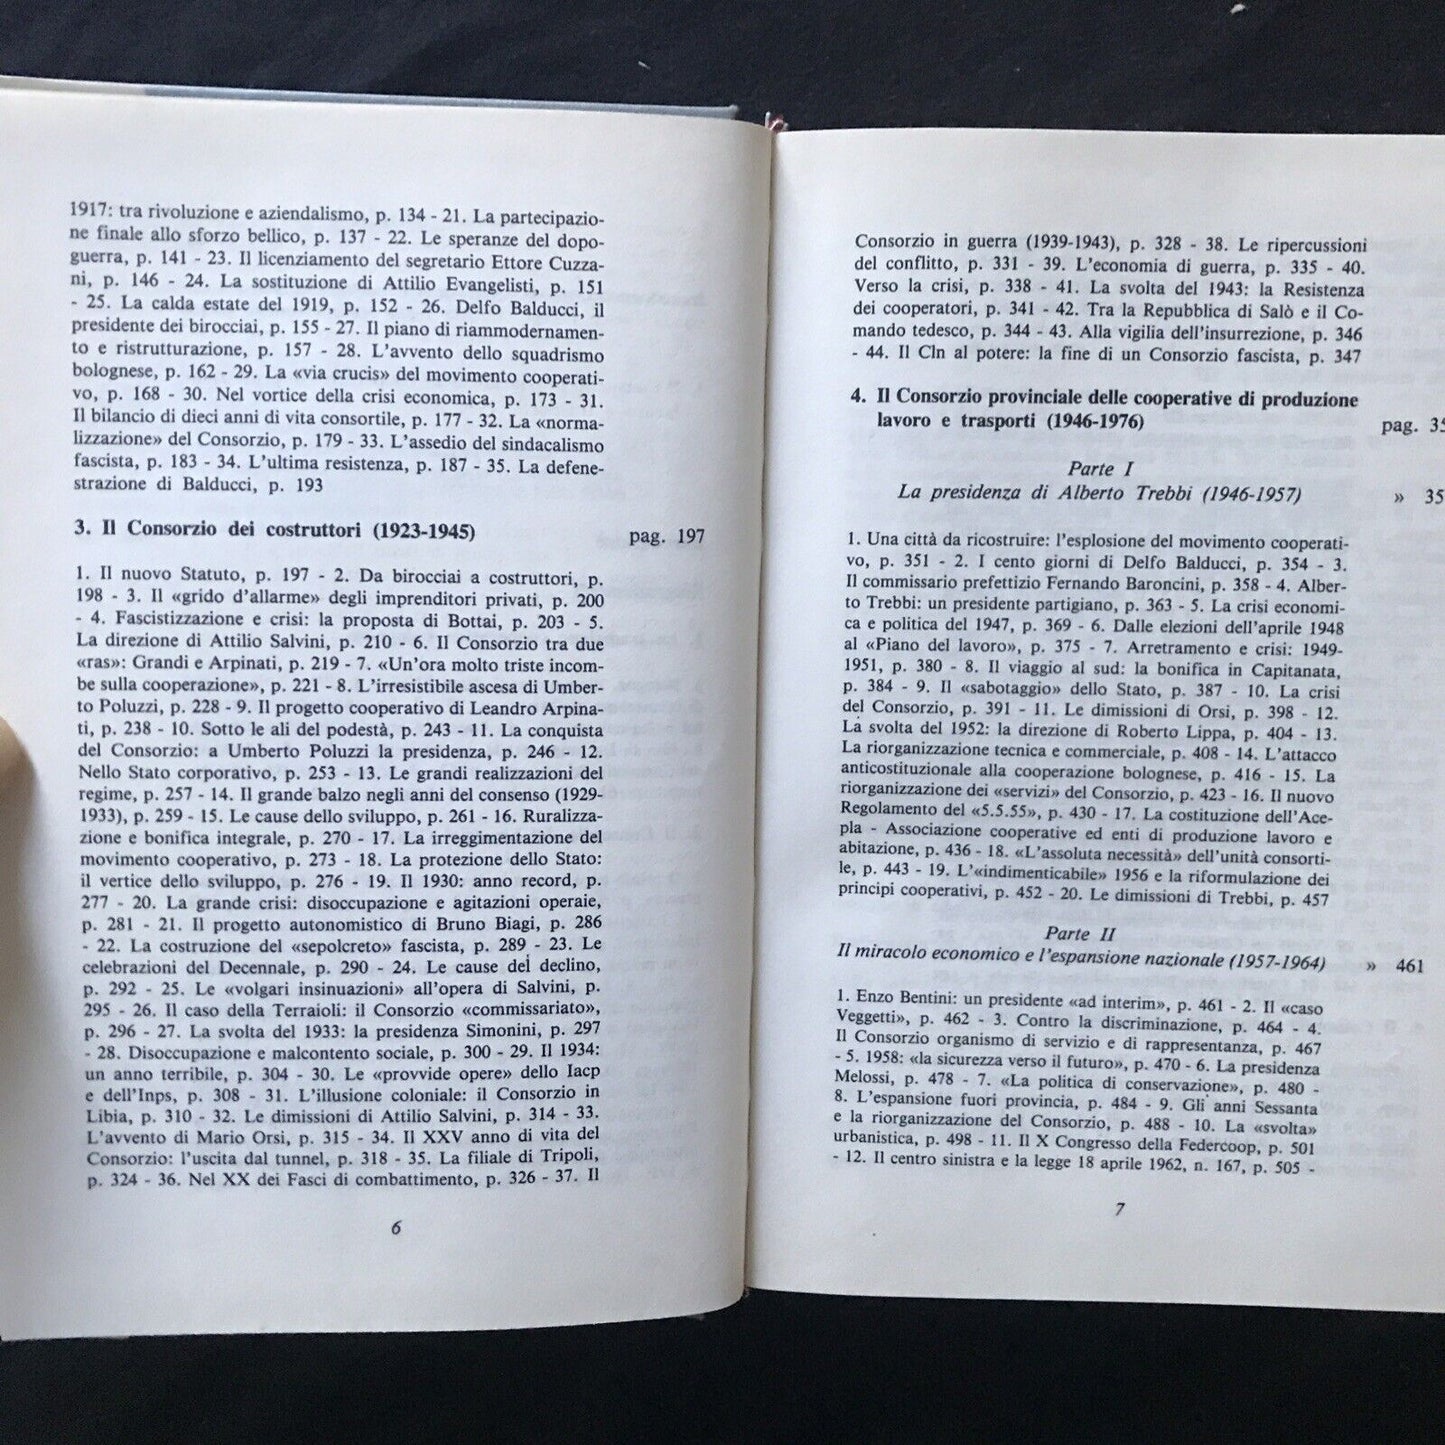 1917: tra rivoluzione e aziendalismo, p. 134 - 21. La partecipazio-
ne finale allo sforzo bellico, p. 137 - 22. Le speranze del dopo-
guerra, p. 141 - 23. Il licenziamento del segretario Ettore Cuzza-
ni, p. 146 - 24. La sostituzione di Attilio Evangelisti, p. 151
- 25. La calda estate del 1919, p. 152 - 26. Delfo Balducci, il
presidente dei birocciai, p. 155 - 27. Il piano di riammodernamen-
to e ristrutturazione, p. 157 - 28. L'avvento dello squadrismo
bolognese, p. 162 - 29. La «via crucis» del movimento cooperati-
vo, p. 168 - 30. Nel vortice della crisi economica, p. 173 - 31.
Il bilancio di dieci anni di vita consortile, p. 177 - 32. La «norma-
lizzazione» del Consorzio, p. 179 - 33. L'assedio del sindacalismo
fascista, p. 183 - 34. L'ultima resistenza, p. 187 - 35. La defene-
strazione di Balducci, p. 193
3. Il Consorzio dei costruttori (1923-1945) pag. 197
1. Il nuovo Statuto, p. 197 - 2. Da birocciai a costruttori, p.
198 - 3. Il «grido d'allarme» degli imprenditori privati, p. 200
- 4. Fascistizzazione e crisi: la proposta di Bottai, p. 203 - 5.
La direzione di Attilio Salvini, p. 210 - 6. Il Consorzio tra due
«ras»: Grandi e Arpinati, p. 219 - 7. «Un'ora molto triste incom-
be sulla cooperazione», p. 221 - 8. L'irresistibile ascesa di Umber-
to Poluzzi, p. 228 - 9. Il progetto cooperativo di Leandro Arpina-
ti, p. 238 - 10. Sotto le ali del podestà, p. 243 - 11. La conquista
del Consorzio: a Umberto Poluzzi la presidenza, p. 246 - 12.
Nello Stato corporativo, p. 253 - 13. Le grandi realizzazioni del
regime, p. 257 - 14. Il grande balzo negli anni del consenso (1929-
1933), p. 259 - 15. Le cause dello sviluppo, p. 261 - 16. Ruralizza-
zione e bonifica integrale, p. 270 - 17. La irreggimentazione del
movimento cooperativo, p. 273 - 18. La protezione dello Stato:
il vertice dello sviluppo, p. 276 - 19. Il 1930: anno record, p.
277 - 20. La grande crisi: disoccupazione e agitazioni operaie,
p. 281 - 21. Il progetto autonomistico di Bruno Biagi, p. 286
- 22. La costruzione del «sepolcreto» fascista, p. 289 - 23. Le
celebrazioni del Decennale, p. 290 - 24. Le cause del declino,
p. 292 - 25. Le «volgari insinuazioni» all'opera di Salvini, p.
295 - 26. Il caso della Terraioli: il Consorzio «commissariato»,
p. 296 - 27. La svolta del 1933: la presidenza Simonini, p. 297
- 28. Disoccupazione e malcontento sociale, p. 300 - 29. Il 1934:
un anno terribile, p. 304 - 30. Le «provvide opere» dello Iacp
e dell'Inps, p. 308 - 31. L'illusione coloniale: il Consorzio in
Libia, p. 310 - 32. Le dimissioni di Attilio Salvini, p. 314 - 33.
L'avvento di Mario Orsi, p. 315 - 34. Il XXV anno di vita del
Consorzio: l'uscita dal tunnel, p. 318 - 35. La filiale di Tripoli,
p. 324 - 36. Nel XX dei Fasci di combattimento, p. 326 - 37. Il
6
Consorzio in guerra (1939-1943), p. 328 - 38. Le ripercussioni
del conflitto, p. 331 - 39. L'economia di guerra, p. 335 - 40.
Verso la crisi, p. 338 - 41. La svolta del 1943: la Resistenza
dei cooperatori, p. 341 - 42. Tra la Repubblica di Salò e il Co-
mando tedesco, p. 344 - 43. Alla vigilia dell'insurrezione, p. 346
- 44. Il Cln al potere: la fine di un Consorzio fascista, p. 347
4. Il Consorzio provinciale delle cooperative di produzione
lavoro e trasporti (1946-1976) pag. 35
Parte I
La presidenza di Alberto Trebbi (1946-1957) » 35
1. Una città da ricostruire: l'esplosione del movimento cooperati-
vo, p. 351 - 2. I cento giorni di Delfo Balducci, p. 354 - 3.
Il commissario prefettizio Fernando Baroncini, p. 358 - 4. Alber-
to Trebbi: un presidente partigiano, p. 363 - 5. La crisi economi-
ca e politica del 1947, p. 369 - 6. Dalle elezioni dell'aprile 1948
al «Piano del lavoro», p. 375 - 7. Arretramento e crisi: 1949-
1951, p. 380 - 8. Il viaggio al sud: la bonifica in Capitanata,
p. 384 - 9. Il «sabotaggio» dello Stato, p. 387 - 10. La crisi
del Consorzio, p. 391 - 11. Le dimissioni di Orsi, p. 398 - 12.
La svolta del 1952: la direzione di Roberto Lippa, p. 404 - 13.
La riorganizzazione tecnica e commerciale, p. 408 - 14. L'attacco
anticostituzionale alla cooperazione bolognese, p. 416 - 15. La
riorganizzazione dei «servizi» del Consorzio, p. 423 - 16. Il nuovo
Regolamento del «5.5.55», p. 430 - 17. La costituzione dell'Ace-
pla - Associazione cooperative ed enti di produzione lavoro e
abitazione, p. 436 - 18. «L'assoluta necessità» dell'unità consorti-
le, p. 443 - 19. L'«indimenticabile» 1956 e la riformulazione dei
principi cooperativi, p. 452 - 20. Le dimissioni di Trebbi, p. 457
Parte II
Il miracolo economico e l'espansione nazionale (1957-1964) » 461
1. Enzo Bentini: un presidente «ad interim», p. 461 - 2. Il «caso
Veggetti», p. 462 - 3. Contro la discriminazione, p. 464 - 4.
Il Consorzio organismo di servizio e di rappresentanza, p. 467
- 5. 1958: «la sicurezza verso il futuro», p. 470 - 6. La presidenza
Melossi, p. 478 - 7. «La politica di conservazione», p. 480 -
8. L'espansione fuori provincia, p. 484 - 9. Gli anni Sessanta
e la riorganizzazione del Consorzio, p. 488 - 10. La «svolta»
urbanistica, p. 498 - 11. Il X Congresso della Federcoop, p. 501
- 12. Il centro sinistra e la legge 18 aprile 1962, n. 167, p. 505 -
7